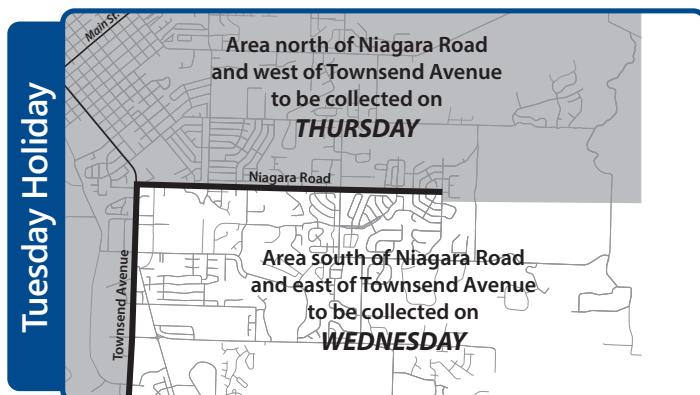 Tuesday Holiday
Main St.
Area north of Niagara Road
and west of Townsend Avenue
to be collected on
THURSDAY
Niagara Road
Townsend Avenue
Area south of Niagara Road
and east of Townsend Avenue
to be collected on
WEDNESDAY